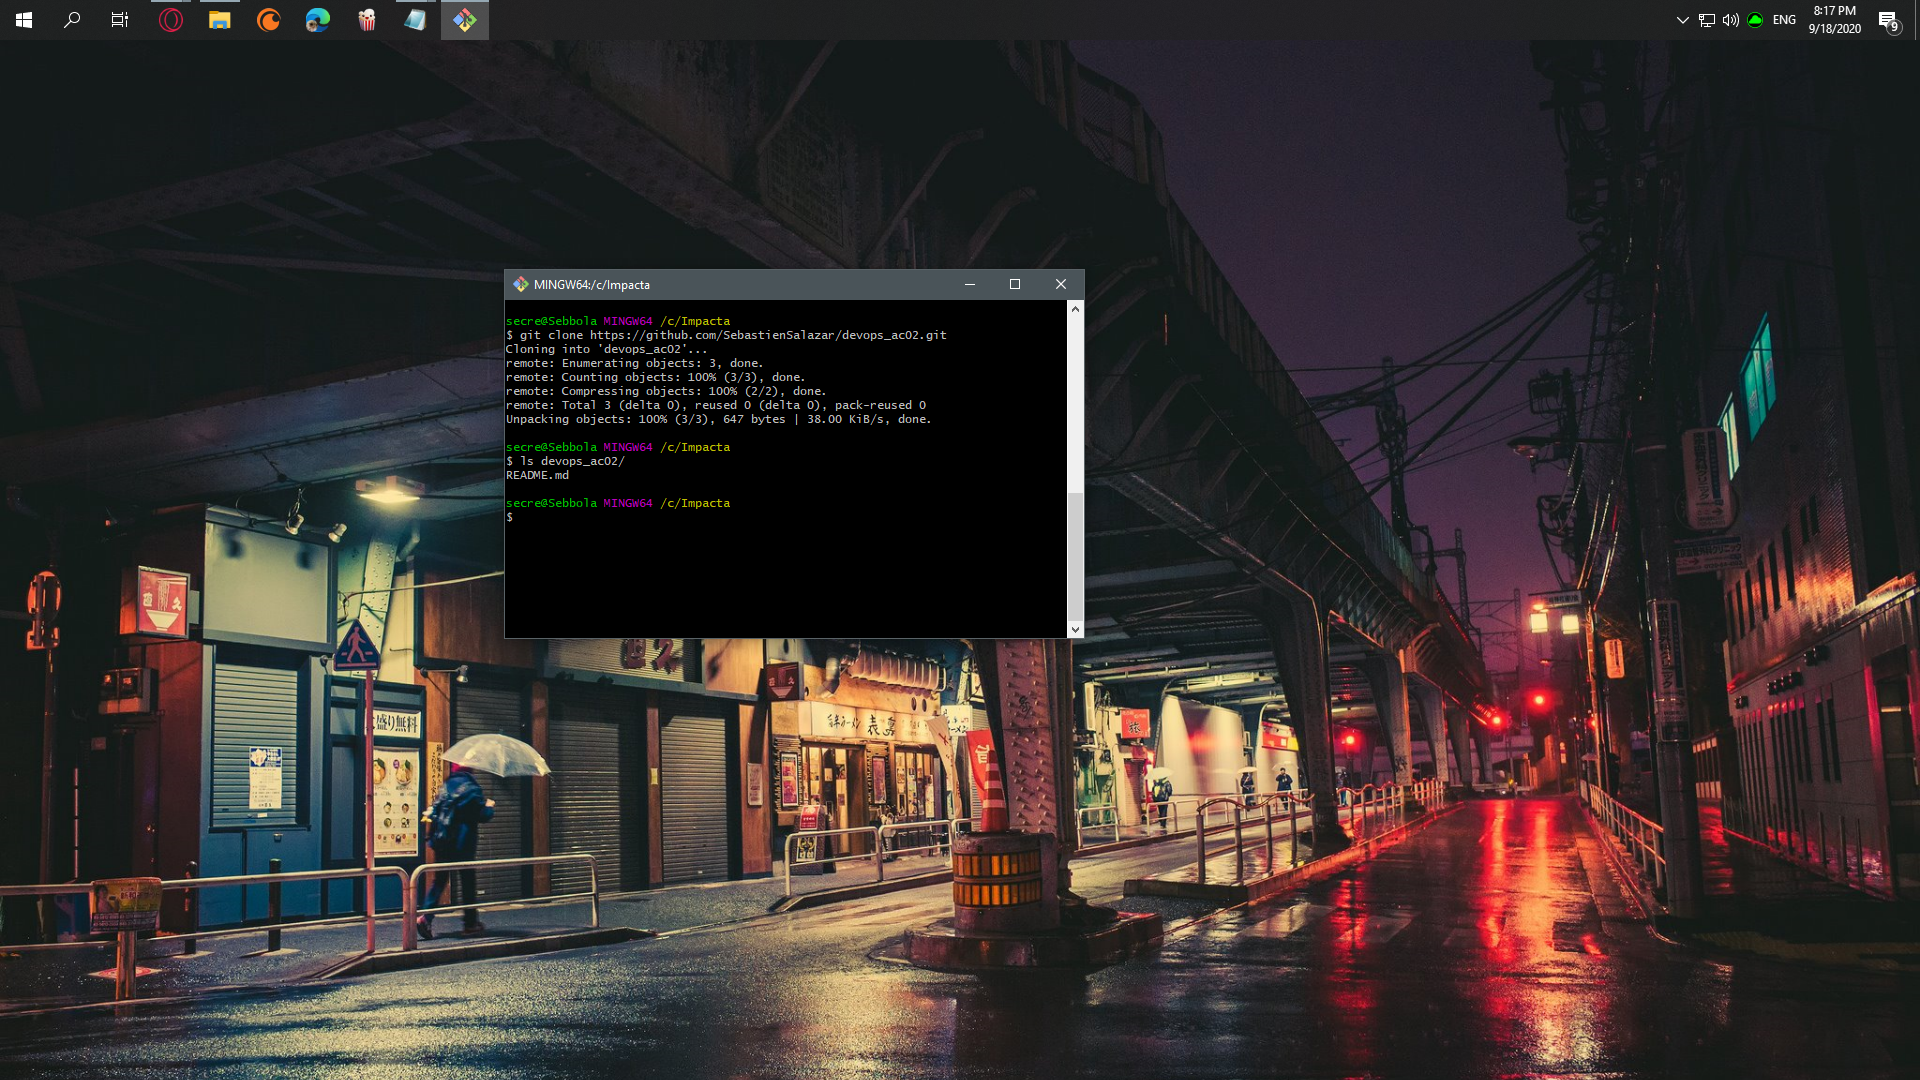 8:17 PM
ENG
9/18/2020
9
MINGW64:/c/Impacta
secre@Sebbola MINGW64 /c/Impacta
$ git clone https://github.com/SebastienSalazar/devops_ac02.git
Cloning into 'devops_ac02'...
remote: Enumerating objects: 3, done.
remote: Counting objects: 100% (3/3), done.
remote: Compressing objects: 100% (2/2), done.
remote: Total 3 (delta 0), reused 0 (delta 0), pack-reused 0
Unpacking objects: 100% (3/3), 647 bytes | 38.00 KiB/s, done.
secre@Sebbola MINGW64 /c/Impacta
$ ls devops_ac02/
README.md
secre@Sebbola MINGW64 /c/Impacta
$
直久
盛り無料